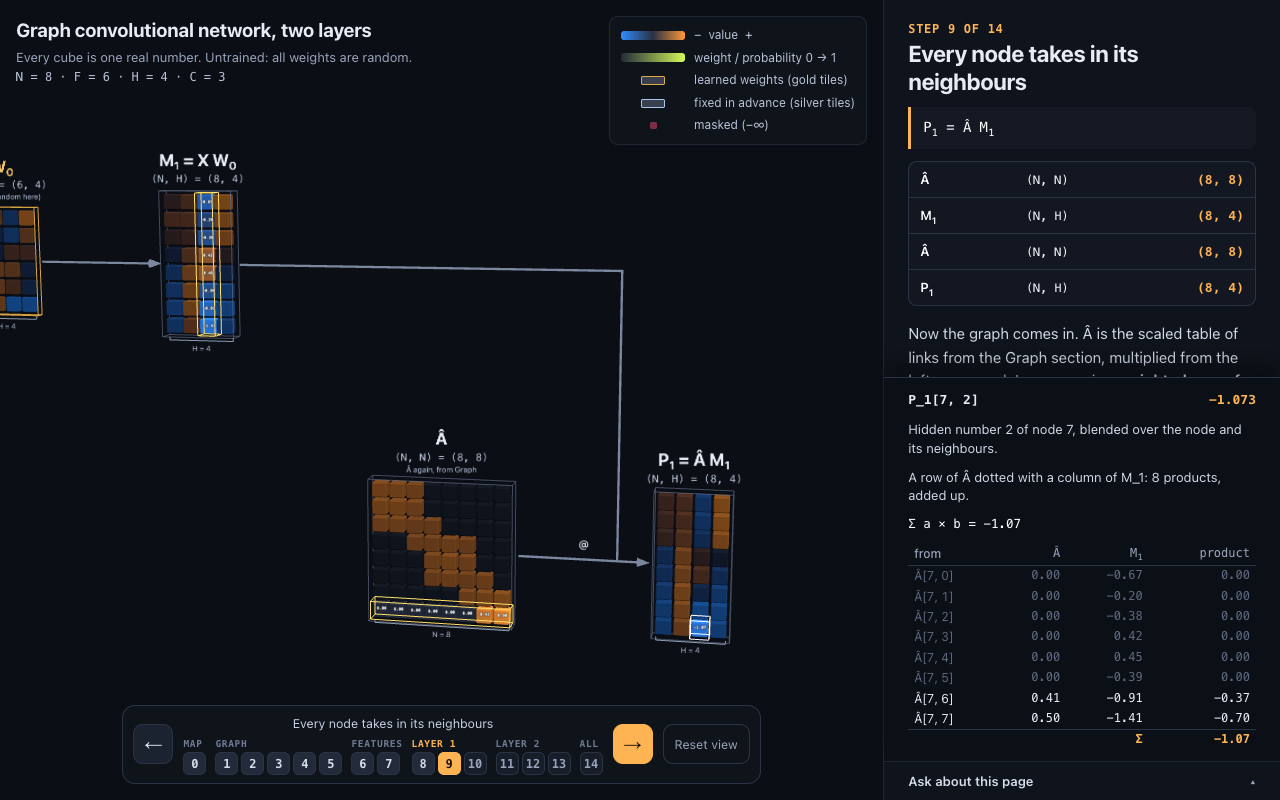 Graph convolutional network, two layers
Every cube is one real number. Untrained: all weights are random.
N = 8 · F = 6 · H = 4 · C = 3
− value +
weight / probability 0 → 1
learned weights (gold tiles)
fixed in advance (silver tiles)
masked (−∞)
W₀
= (6, 4)
H = 4
M₁ = X W₀
(N, H) = (8, 4)
H = 4
Â
(N, N) = (8, 8)
Â again, from Graph
N = 8
@
P₁ = Â M₁
(N, H) = (8, 4)
H = 4
Every node takes in its neighbours
←
MAP GRAPH FEATURES LAYER 1 LAYER 2 ALL
0 1 2 3 4 5 6 7 8 9 10 11 12 13 14
→
Reset view
STEP 9 OF 14
Every node takes in its
neighbours
P₁ = Â M₁
Â (N, N) (8, 8)
M₁ (N, H) (8, 4)
Â (N, N) (8, 8)
P₁ (N, H) (8, 4)
Now the graph comes in. Â is the scaled table of
links from the Graph section, multiplied from the
P_1[7, 2] −1.073
Hidden number 2 of node 7, blended over the node and
its neighbours.
A row of Â dotted with a column of M_1: 8 products,
added up.
Σ a × b = −1.07
from Â M₁ product
Â[7, 0] 0.00 −0.67 0.00
Â[7, 1] 0.00 −0.20 0.00
Â[7, 2] 0.00 −0.38 0.00
Â[7, 3] 0.00 0.42 0.00
Â[7, 4] 0.00 0.45 0.00
Â[7, 5] 0.00 −0.39 0.00
Â[7, 6] 0.41 −0.91 −0.37
Â[7, 7] 0.50 −1.41 −0.70
Σ −1.07
Ask about this page